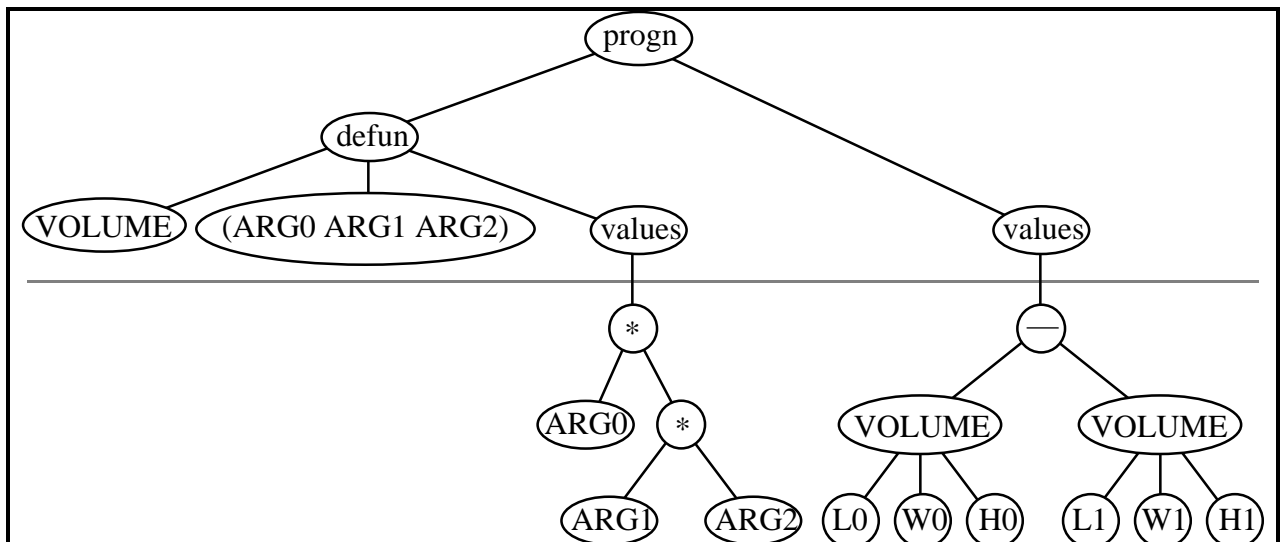 progn
defun
VOLUME (ARG0 ARG1 ARG2) values values
* —
ARG0 * VOLUME VOLUME
ARG1 ARG2 L0 W0 H0 L1 W1 H1